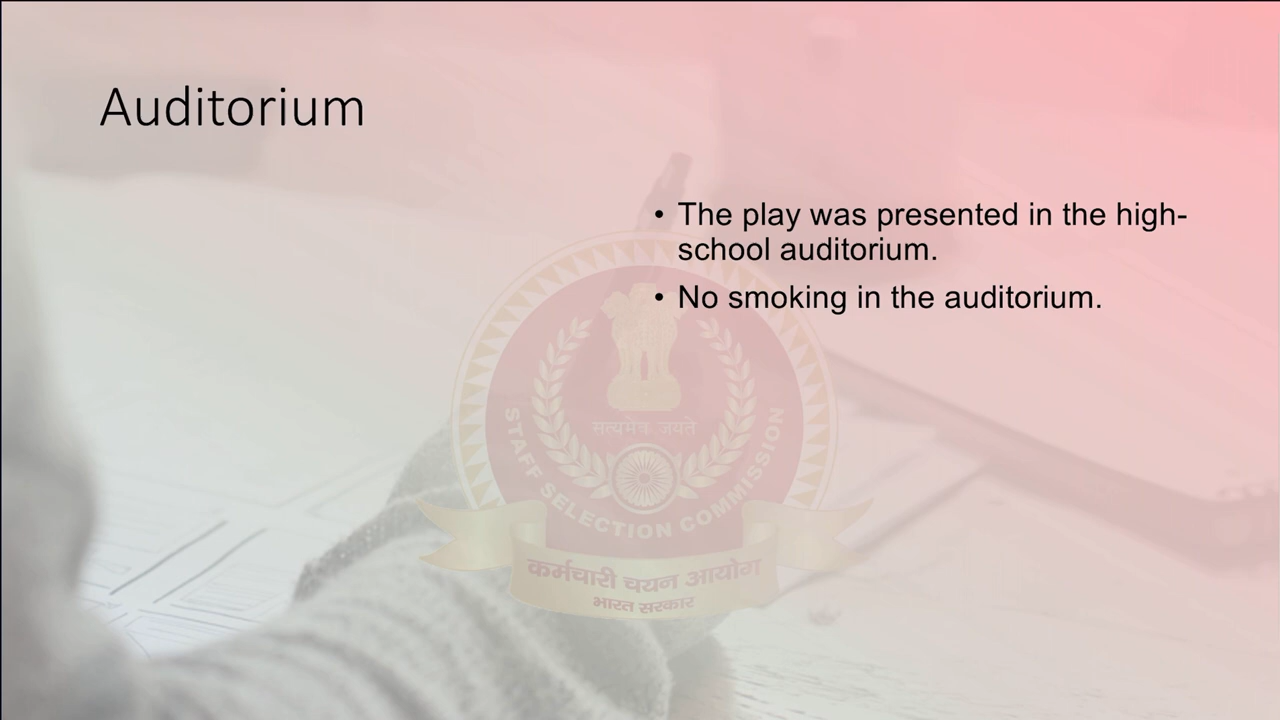 Auditorium
• The play was presented in the high-
school auditorium.
• No smoking in the auditorium.
सत्यमेव जयते
STAFF SELECTION COMMISSION
कर्मचारी चयन आयोग
भारत सरकार